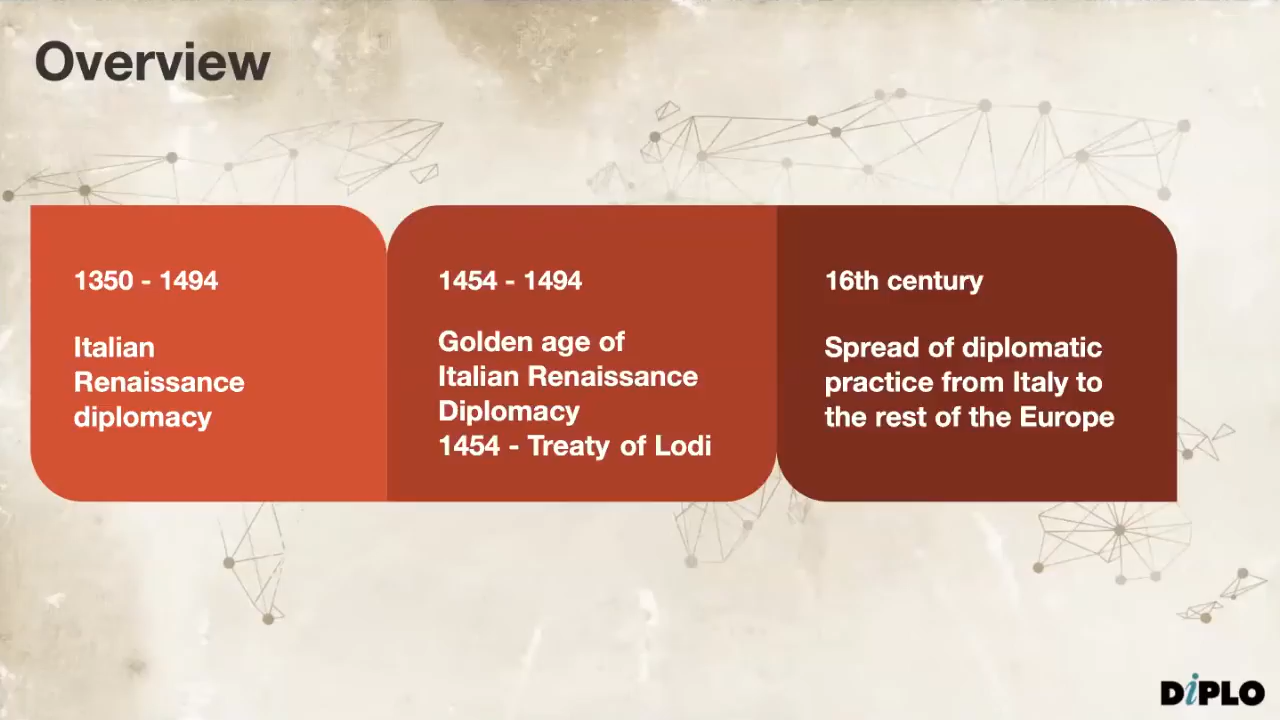 Overview
1350 - 1494
Italian
Renaissance
diplomacy
1454 - 1494
Golden age of
Italian Renaissance
Diplomacy
1454 - Treaty of Lodi
16th century
Spread of diplomatic
practice from Italy to
the rest of the Europe
DiPLO